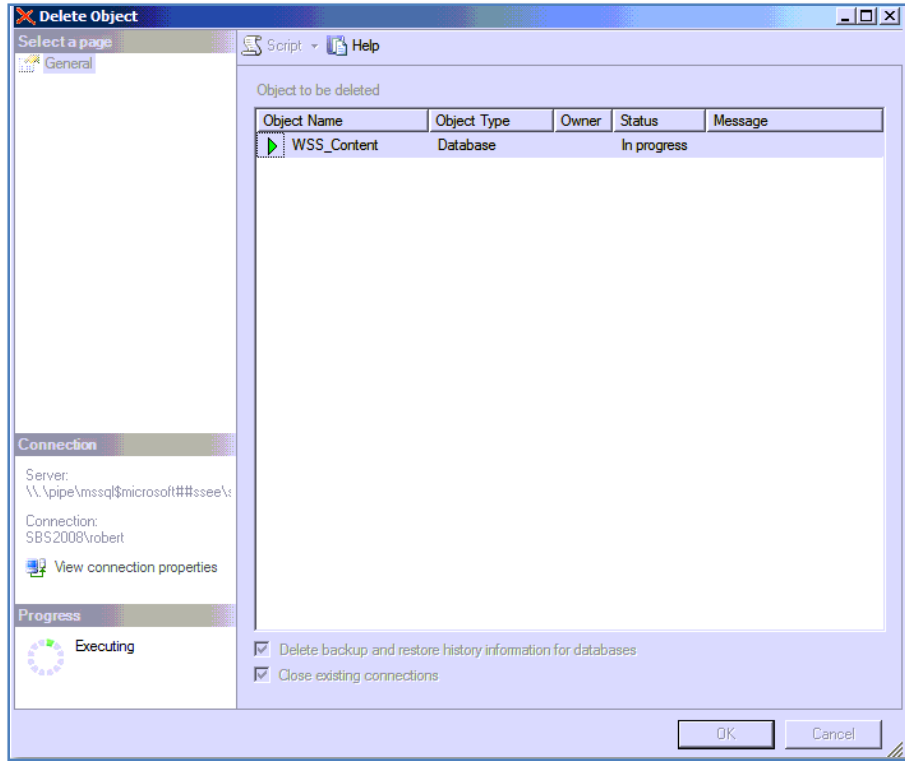 Delete Object
Select a page
General
Script Help
Object to be deleted
Object Name Object Type Owner Status Message
WSS_Content Database In progress
Connection
Server:
\\.\pipe\mssql$microsoft##ssee\s
Connection:
SBS2008\robert
View connection properties
Progress
Executing
Delete backup and restore history information for databases
Close existing connections
OK Cancel